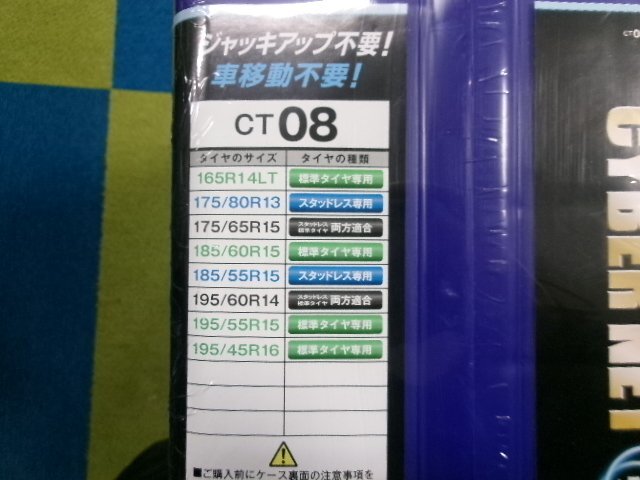 ジャッキアップ不要!
車移動不要!
CT08
タイヤのサイズ タイヤの種類
165R14LT 標準タイヤ専用
175/80R13 スタッドレス専用
175/65R15 スタッドレス 標準タイヤ 両方適合
185/60R15 標準タイヤ専用
185/55R15 スタッドレス専用
195/60R14 スタッドレス 標準タイヤ 両方適合
195/55R15 標準タイヤ専用
195/45R16 標準タイヤ専用
■ご購入前にケース裏面の注意事項を
CYBER NET